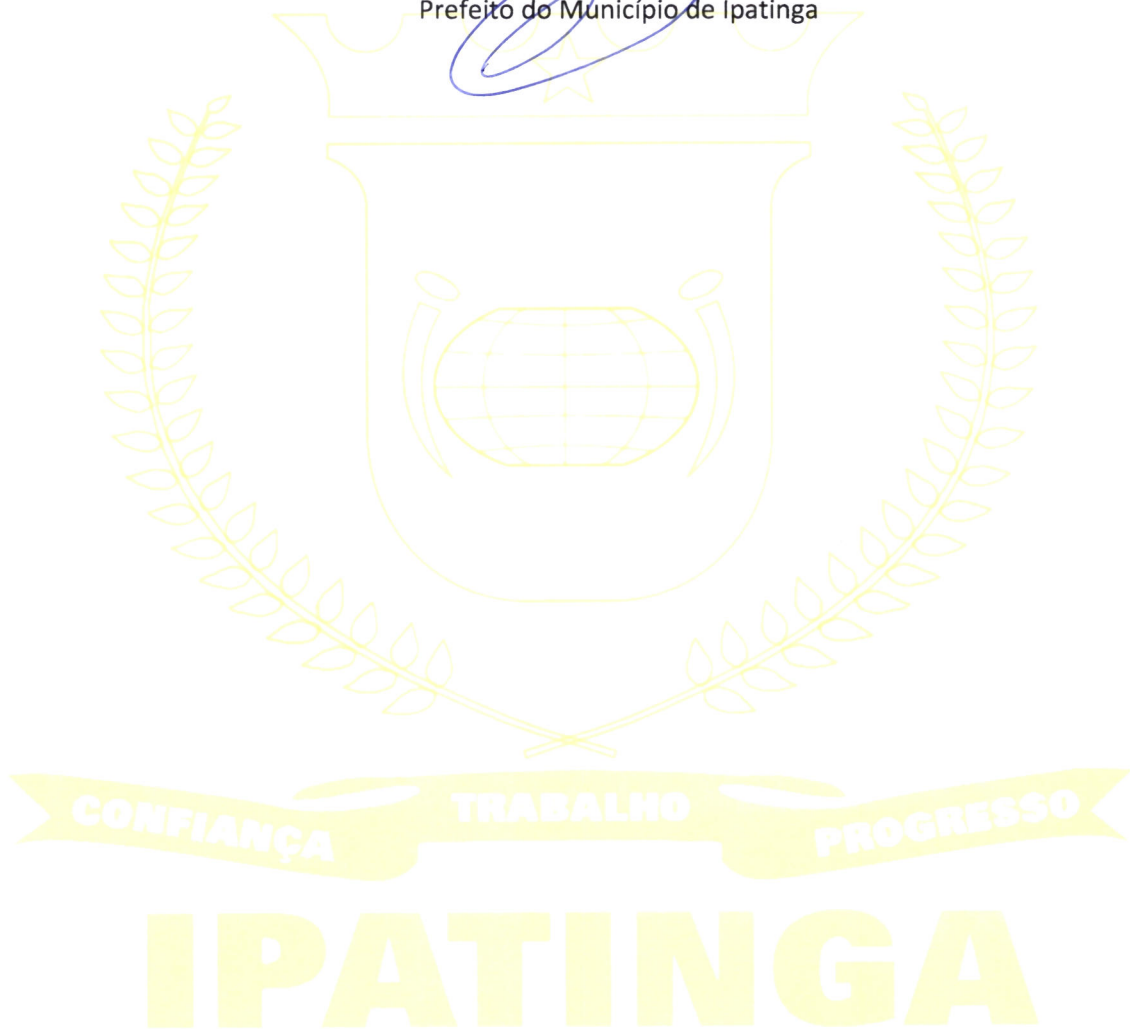 Prefeito do Município de Ipatinga
CONFIANÇA TRABALHO PROGRESSO
IPATINGA